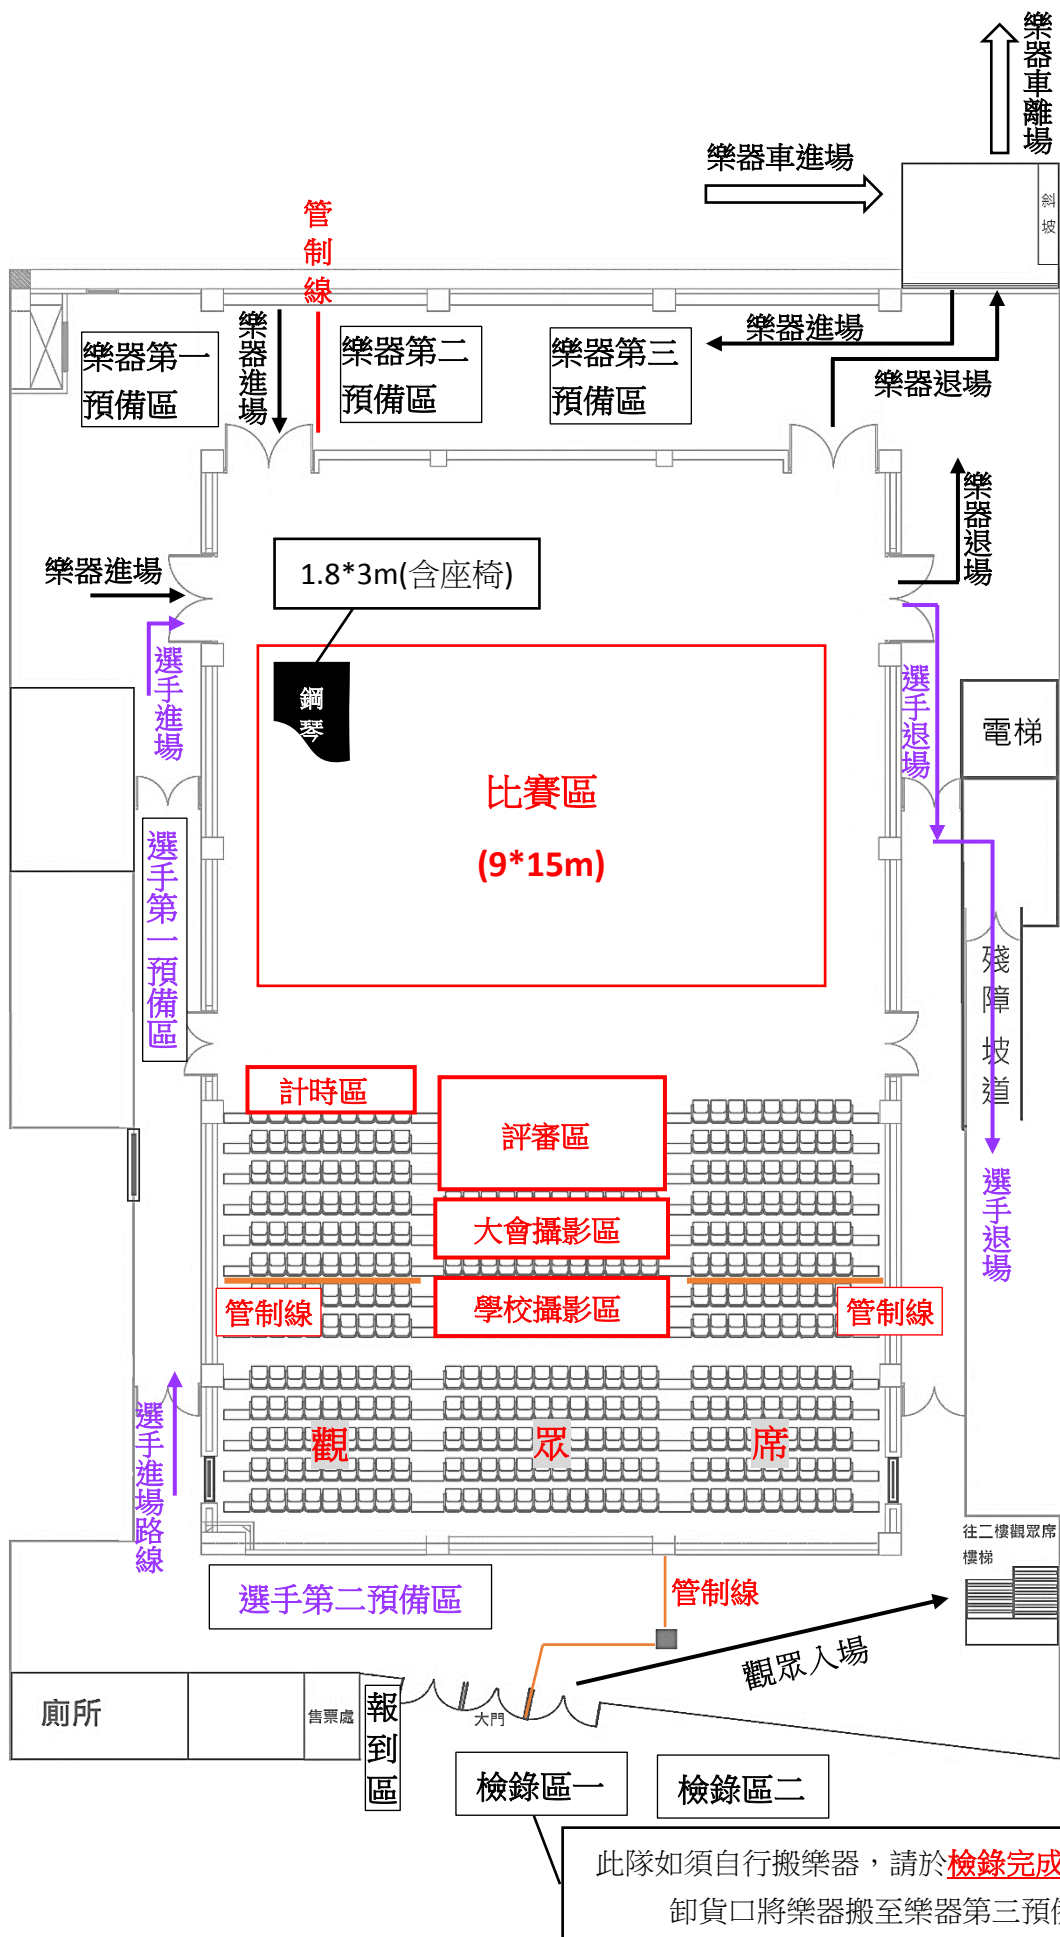 樂器車離場
樂器車進場
斜坡
管制線
樂器進場
樂器第一
預備區
樂器第二
預備區
樂器第三
預備區
樂器進場
樂器退場
樂器退場
樂器進場
1.8*3m(含座椅)
選手進場
鋼琴
選手退場
電梯
比賽區
(9*15m)
選手第一預備區
殘障坡道
計時區
評審區
選手退場
大會攝影區
學校攝影區
管制線
管制線
選手進場路線
觀眾席
往二樓觀眾席
樓梯
選手第二預備區
管制線
觀眾入場
廁所
售票處
報到區
大門
檢錄區一
檢錄區二
此隊如須自行搬樂器，請於檢錄完成
卸貨口將樂器搬至樂器第三預